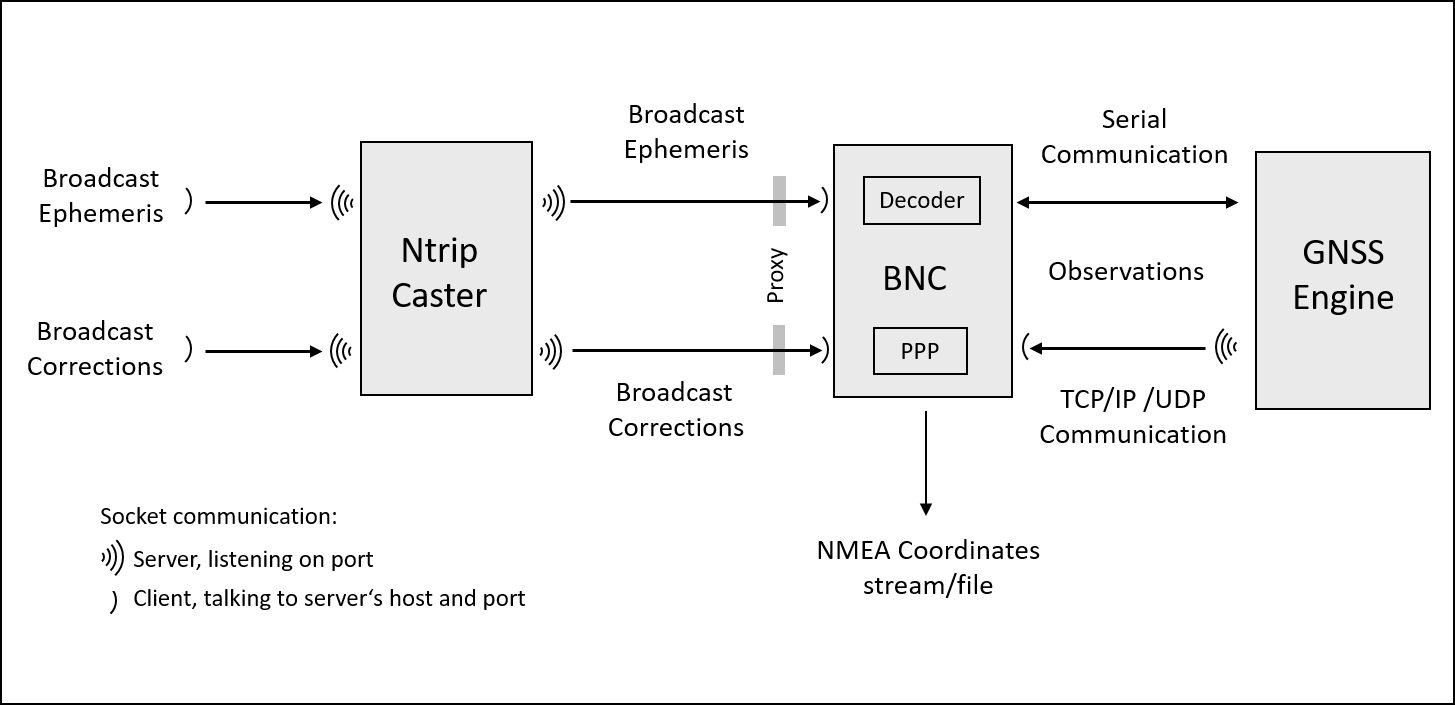 Broadcast
Ephemeris
Broadcast
Corrections
Ntrip
Caster
Broadcast
Ephemeris
Proxy
Broadcast
Corrections
Decoder
BNC
PPP
Serial
Communication
Observations
TCP/IP /UDP
Communication
GNSS
Engine
NMEA Coordinates
stream/file
Socket communication:
Server, listening on port
Client, talking to server‘s host and port